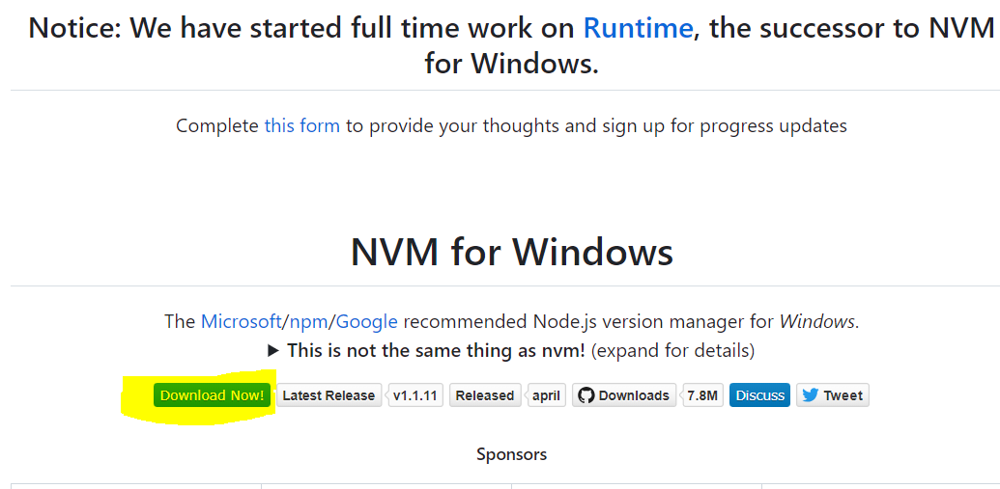 Notice: We have started full time work on Runtime, the successor to NVM
for Windows.
Complete this form to provide your thoughts and sign up for progress updates
NVM for Windows
The Microsoft/npm/Google recommended Node.js version manager for Windows.
▶ This is not the same thing as nvm! (expand for details)
Download Now! Latest Release v1.1.11 Released april Downloads 7.8M Discuss Tweet
Sponsors